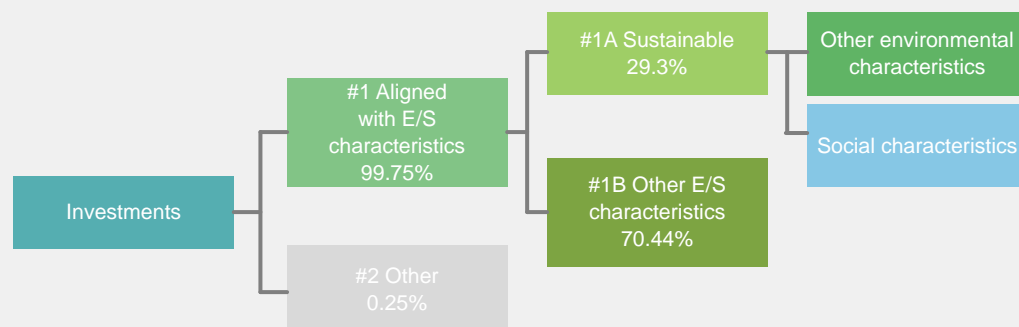 Investments
#1 Aligned
with E/S
characteristics
99.75%
#2 Other
0.25%
#1A Sustainable
29.3%
#1B Other E/S
characteristics
70.44%
Other environmental
characteristics
Social characteristics